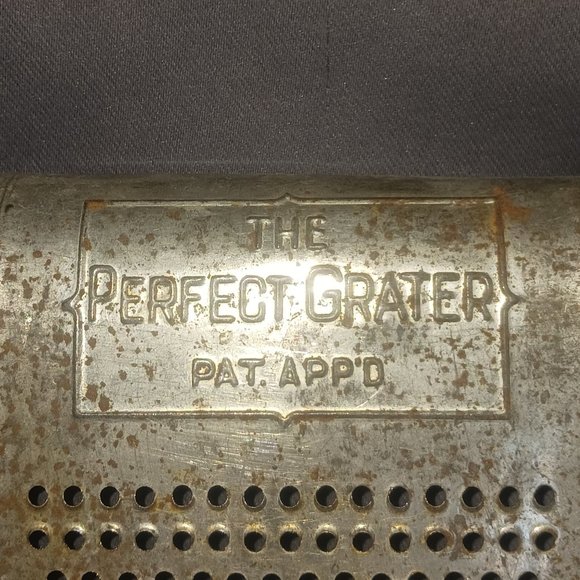 THE
PERFECT GRATER
PAT. APP'D